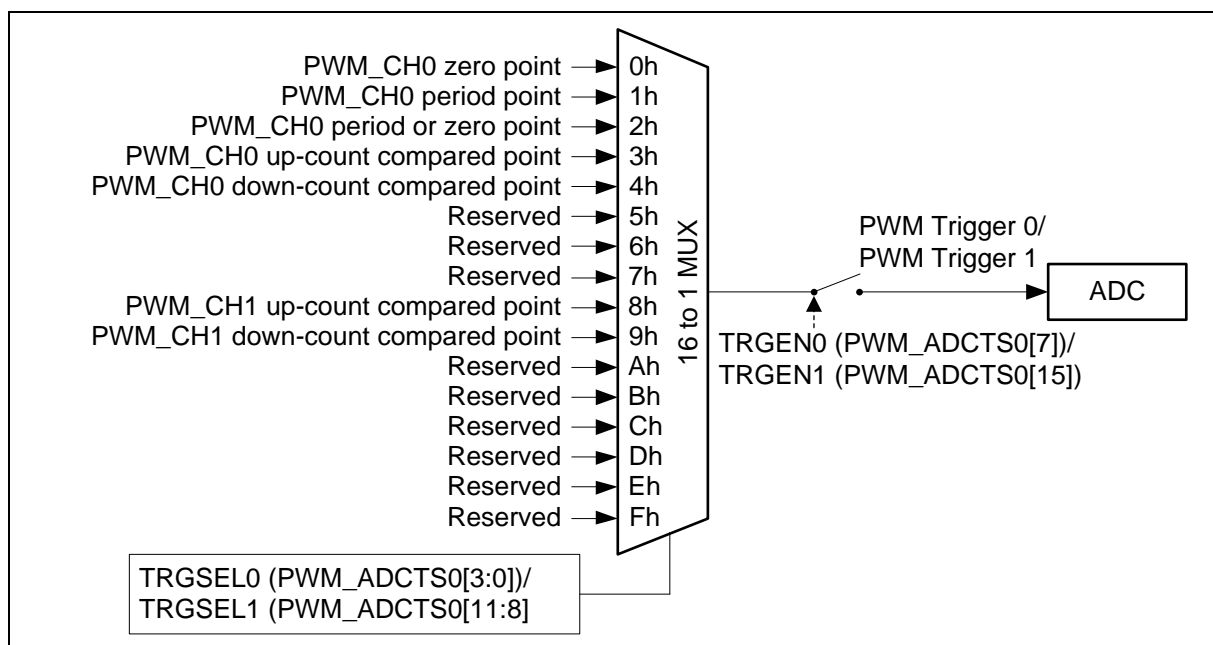 PWM_CH0 zero point 0h
PWM_CH0 period point 1h
PWM_CH0 period or zero point 2h
PWM_CH0 up-count compared point 3h
PWM_CH0 down-count compared point 4h
Reserved 5h
Reserved 6h
Reserved 7h
PWM_CH1 up-count compared point 8h
PWM_CH1 down-count compared point 9h
Reserved Ah
Reserved Bh
Reserved Ch
Reserved Dh
Reserved Eh
Reserved Fh
16 to 1 MUX
PWM Trigger 0/
PWM Trigger 1
ADC
TRGEN0 (PWM_ADCTS0[7])/
TRGEN1 (PWM_ADCTS0[15])
TRGSEL0 (PWM_ADCTS0[3:0])/
TRGSEL1 (PWM_ADCTS0[11:8]